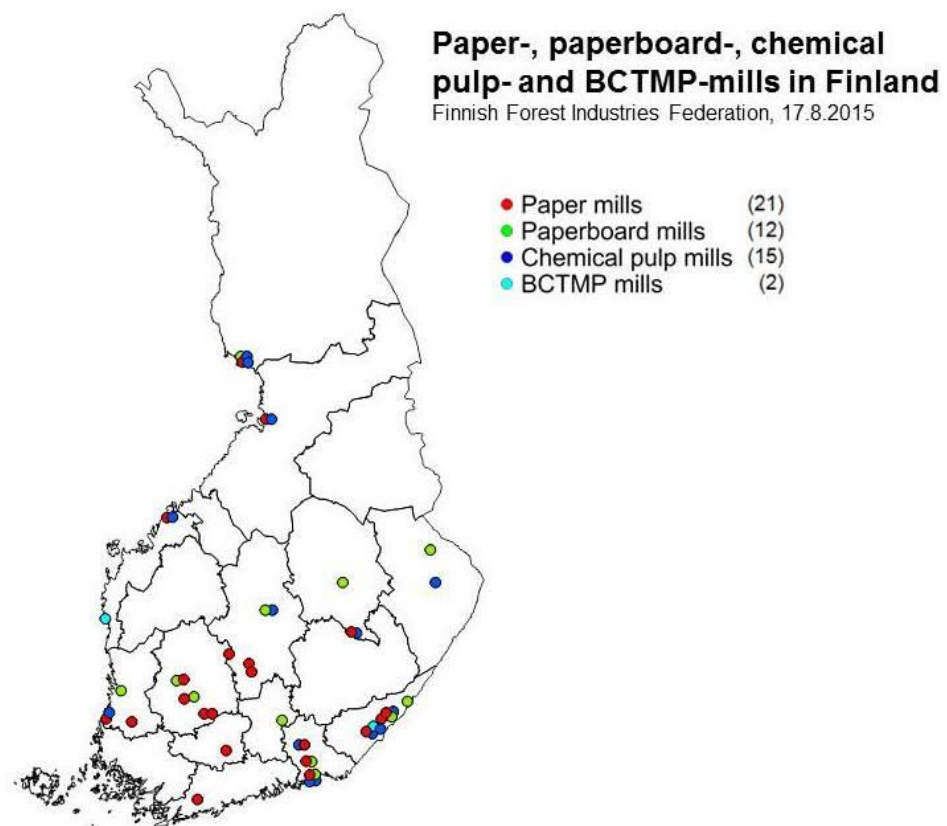 Paper-, paperboard-, chemical
pulp- and BCTMP-mills in Finland
Finnish Forest Industries Federation, 17.8.2015
Paper mills (21)
Paperboard mills (12)
Chemical pulp mills (15)
BCTMP mills (2)